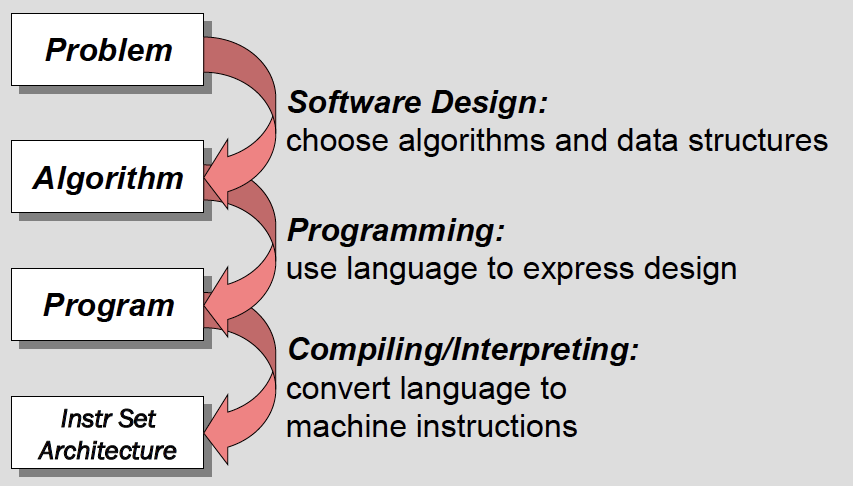 Problem
Software Design:
choose algorithms and data structures
Algorithm
Programming:
use language to express design
Program
Compiling/Interpreting:
convert language to
machine instructions
Instr Set
Architecture